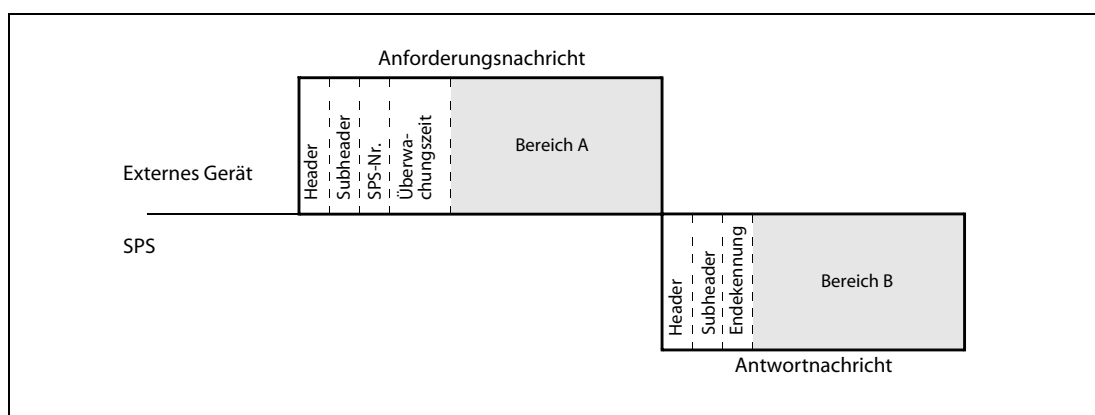 Anforderungsnachricht
Header
Subheader
SPS-Nr.
Überwa-
chungszeit
Bereich A
Externes Gerät
SPS
Header
Subheader
Endekennung
Bereich B
Antwortnachricht